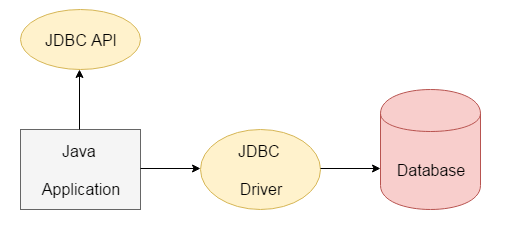 JDBC API
Java
Application
JDBC
Driver
Database